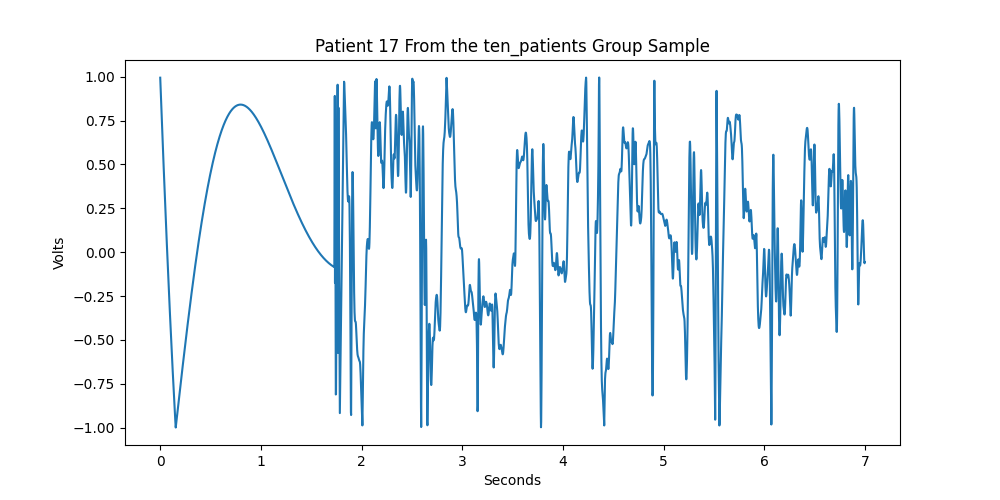 Patient 17 From the ten_patients Group Sample
1.00
0.75
0.50
0.25
0.00
−0.25
−0.50
−0.75
−1.00
Volts
0 1 2 3 4 5 6 7
Seconds